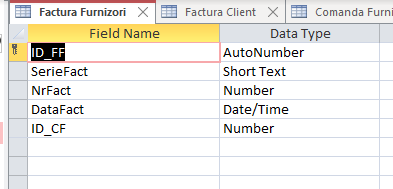 Factura Furnizori Factura Client Comanda Furni
Field Name Data Type
ID_FF AutoNumber
SerieFact Short Text
NrFact Number
DataFact Date/Time
ID_CF Number